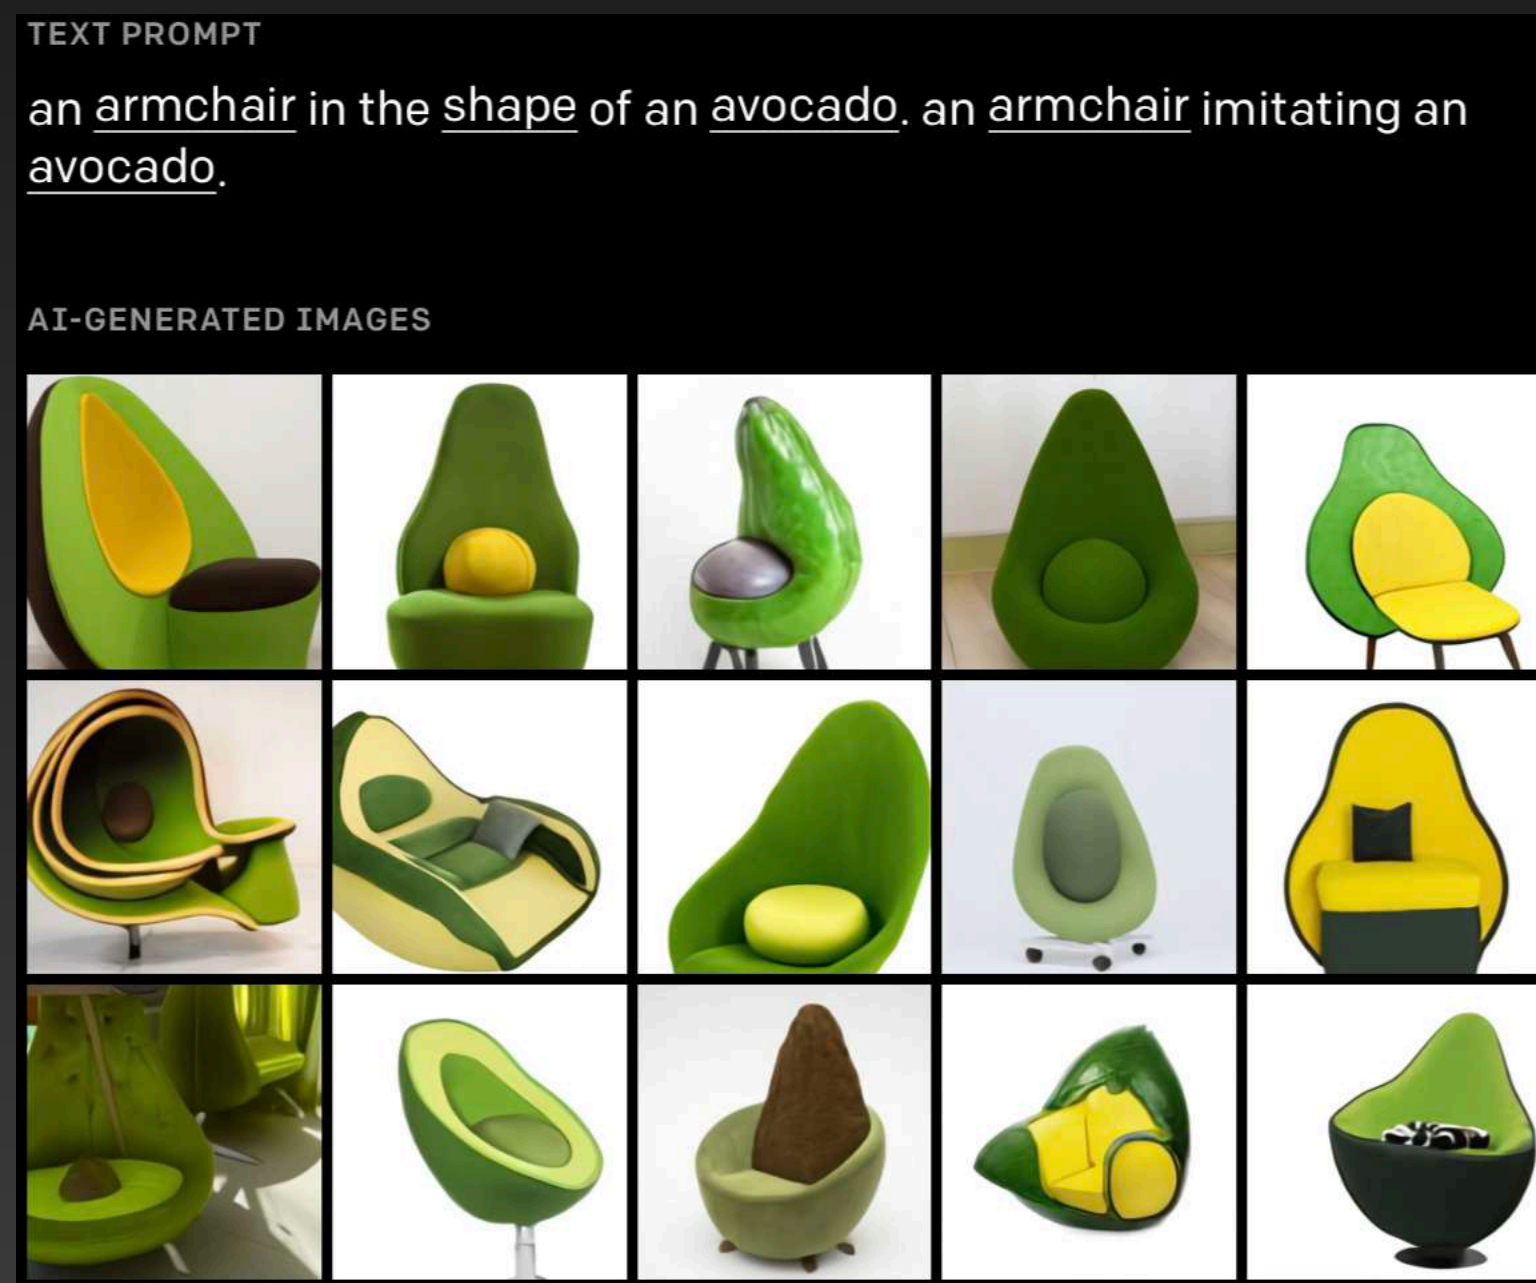 TEXT PROMPT
an armchair in the shape of an avocado. an armchair imitating an
avocado.
AI-GENERATED IMAGES